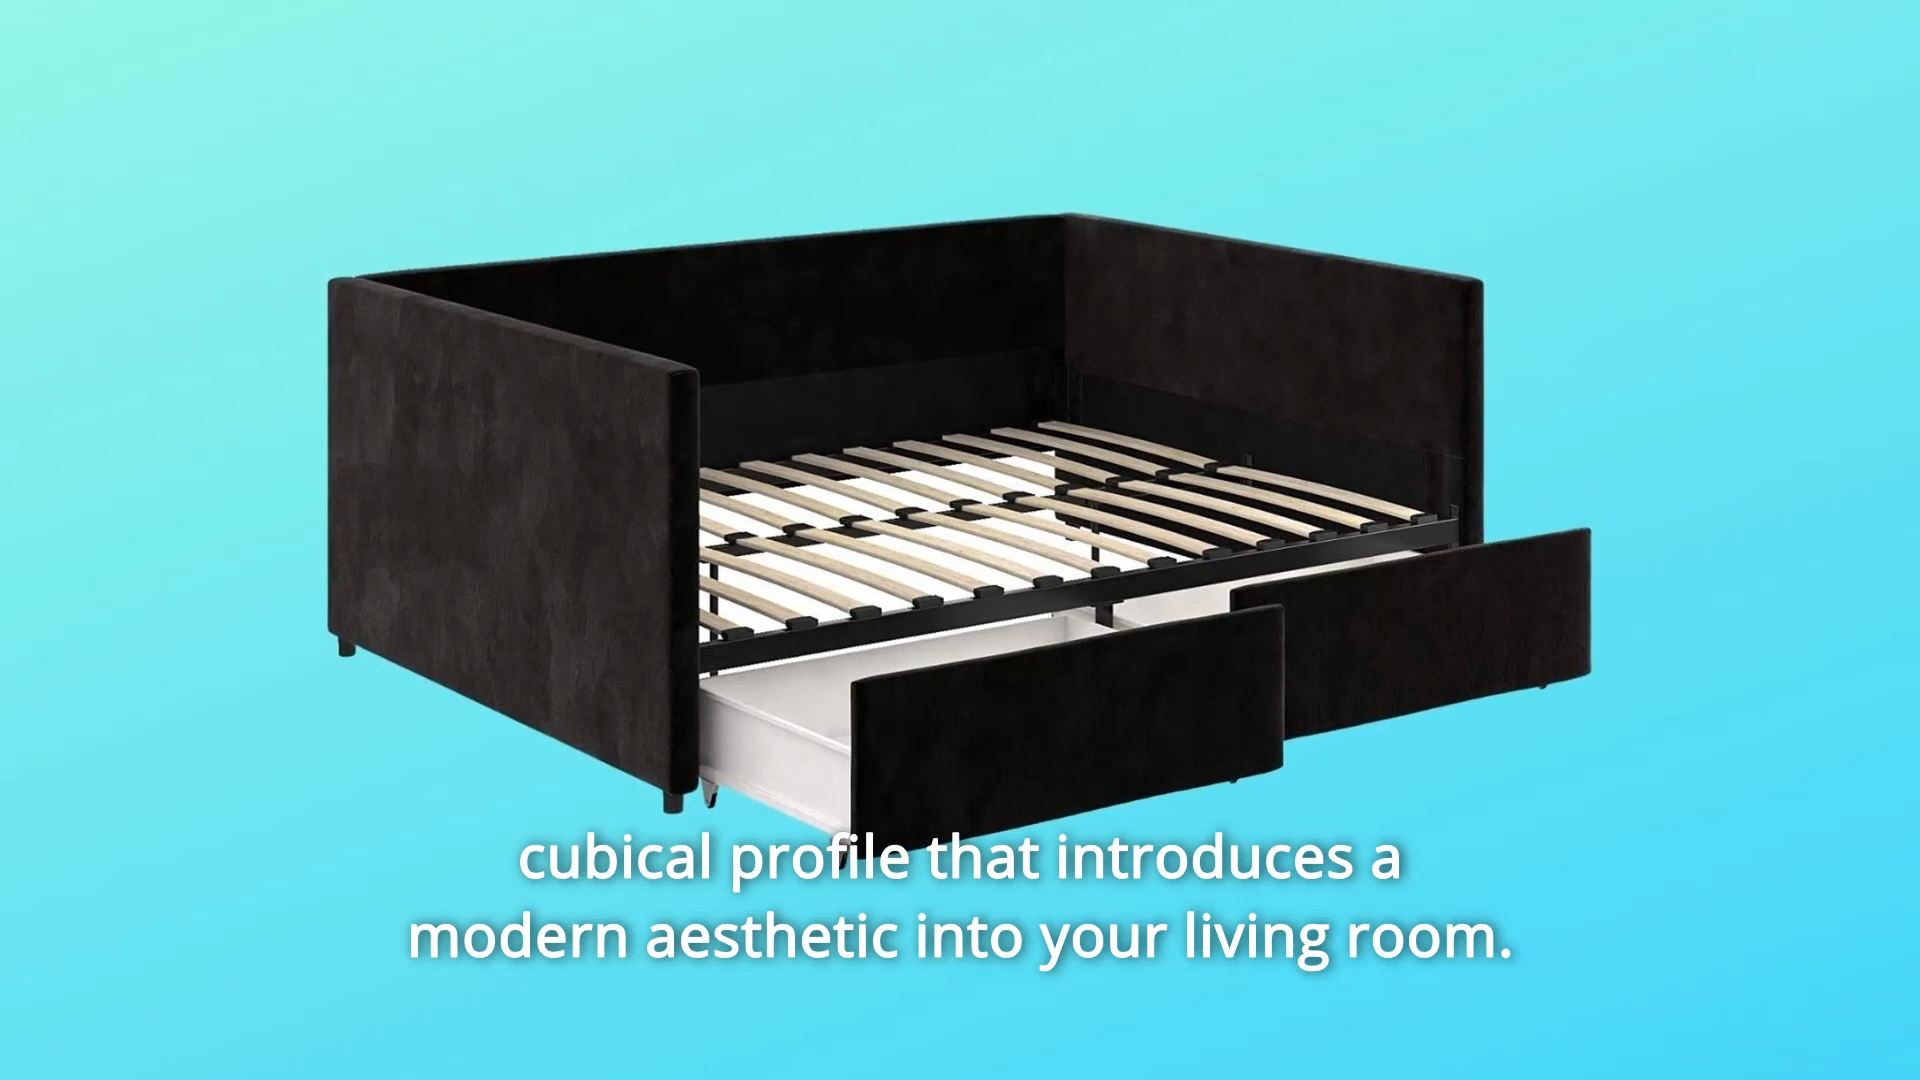 cubical profile that introduces a
modern aesthetic into your living room.